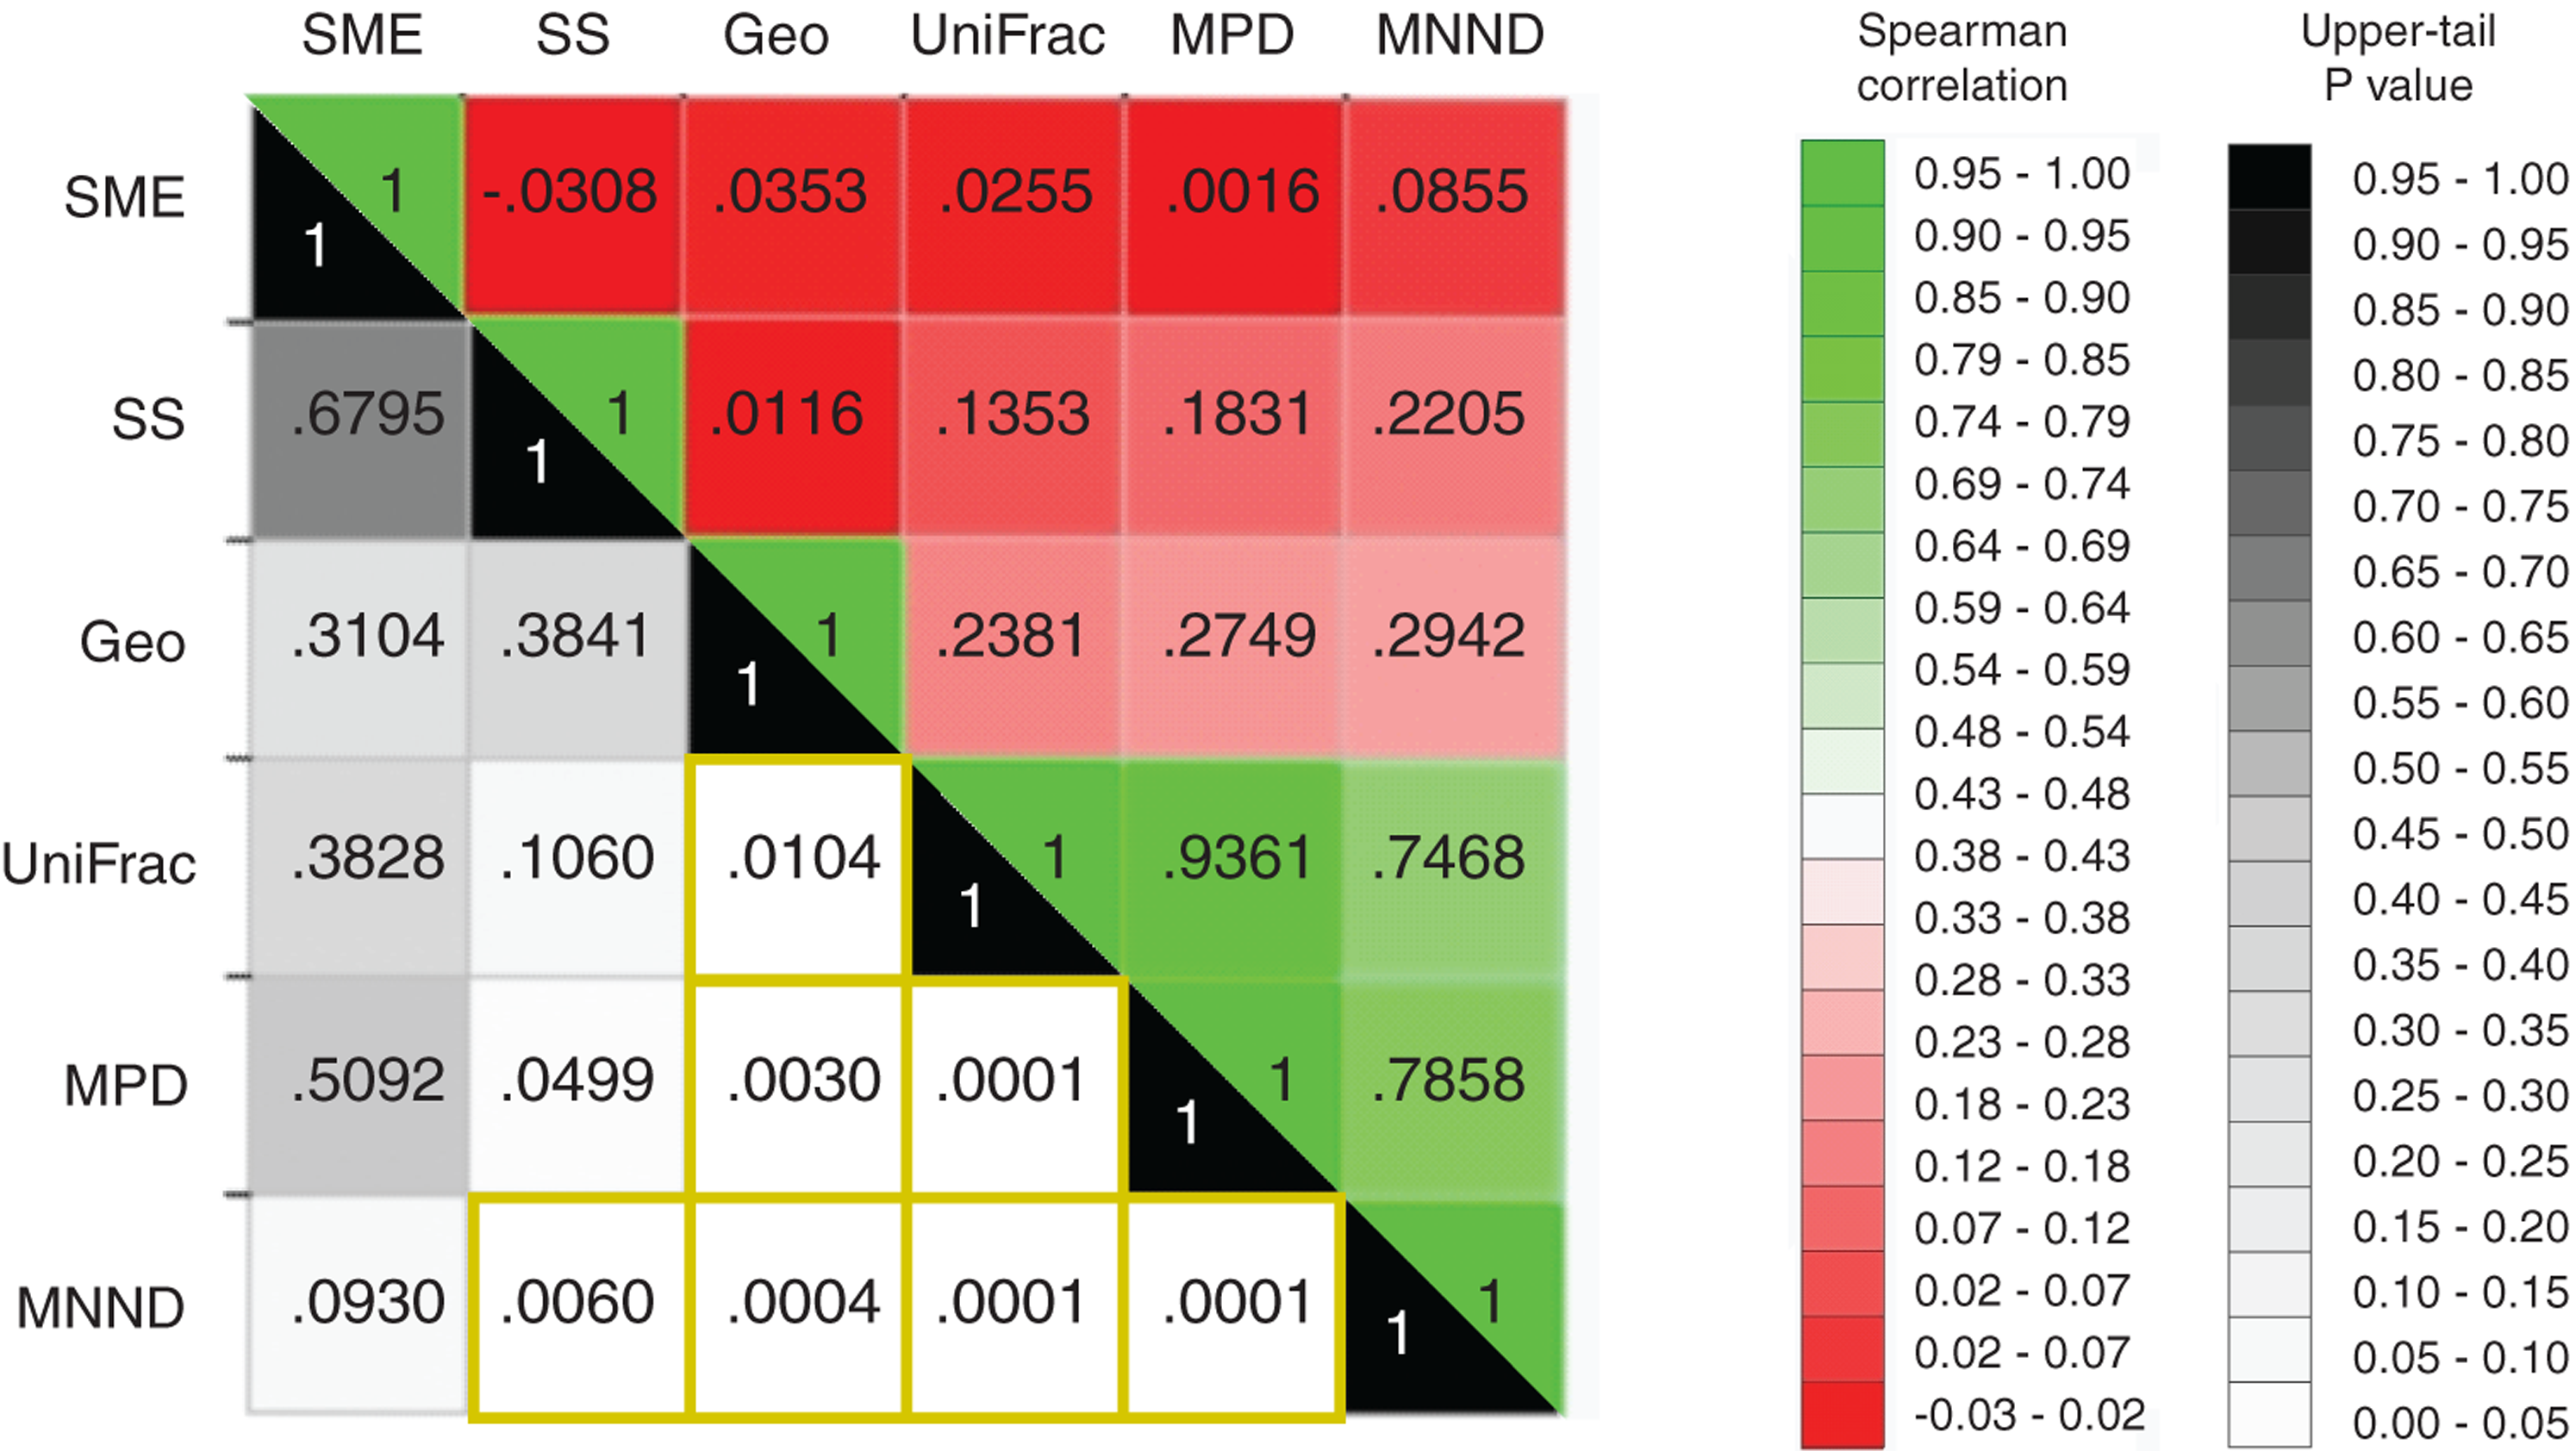 SME SS Geo UniFrac MPD MNND
SME 1 1 -.0308 .0353 .0255 .0016 .0855
SS .6795 1 1 .0116 .1353 .1831 .2205
Geo .3104 .3841 1 1 .2381 .2749 .2942
UniFrac .3828 .1060 .0104 1 1 .9361 .7468
MPD .5092 .0499 .0030 .0001 1 1 .7858
MNND .0930 .0060 .0004 .0001 .0001 1 1
Spearman
correlation
0.95 - 1.00
0.90 - 0.95
0.85 - 0.90
0.79 - 0.85
0.74 - 0.79
0.69 - 0.74
0.64 - 0.69
0.59 - 0.64
0.54 - 0.59
0.48 - 0.54
0.43 - 0.48
0.38 - 0.43
0.33 - 0.38
0.28 - 0.33
0.23 - 0.28
0.18 - 0.23
0.12 - 0.18
0.07 - 0.12
0.02 - 0.07
0.02 - 0.07
-0.03 - 0.02
Upper-tail
P value
0.95 - 1.00
0.90 - 0.95
0.85 - 0.90
0.80 - 0.85
0.75 - 0.80
0.70 - 0.75
0.65 - 0.70
0.60 - 0.65
0.55 - 0.60
0.50 - 0.55
0.45 - 0.50
0.40 - 0.45
0.35 - 0.40
0.30 - 0.35
0.25 - 0.30
0.20 - 0.25
0.15 - 0.20
0.10 - 0.15
0.05 - 0.10
0.00 - 0.05